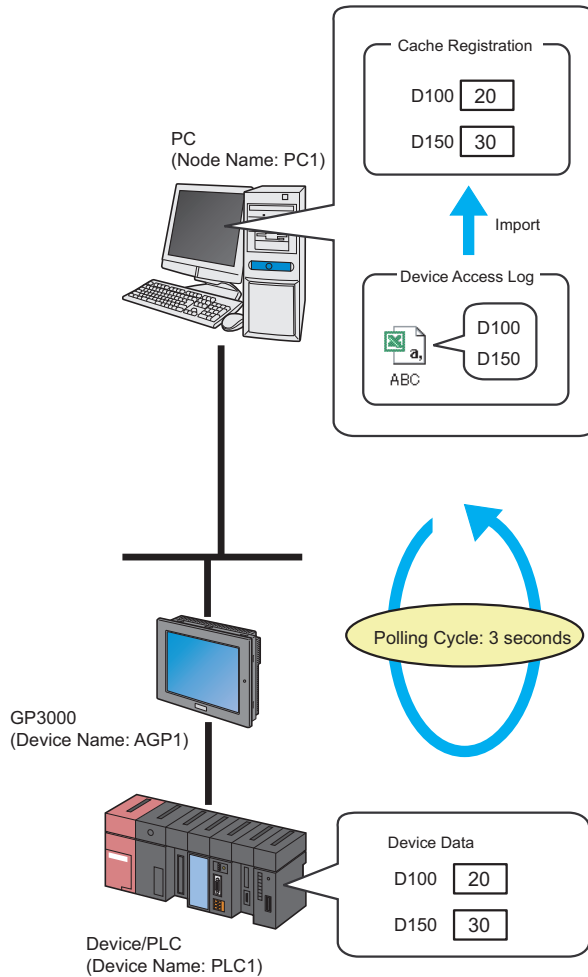 Cache Registration
D100 20
D150 30
PC
(Node Name: PC1)
Import
Device Access Log
D100
D150
a,
ABC
Polling Cycle: 3 seconds
GP3000
(Device Name: AGP1)
Device Data
D100 20
D150 30
Device/PLC
(Device Name: PLC1)